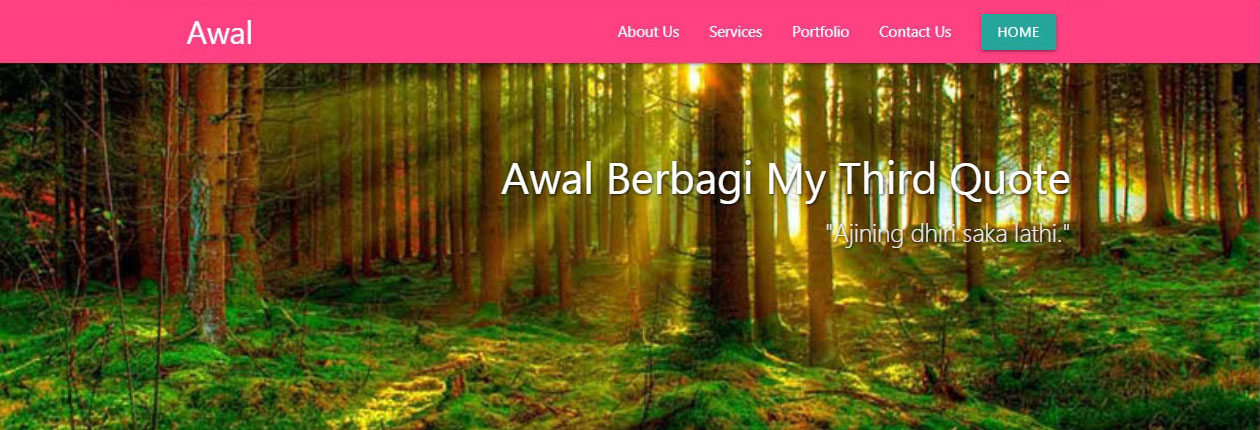 Awal
About Us Services Portfolio Contact Us HOME
Awal Berbagi My Third Quote
"Ajining dhiri saka lathi."